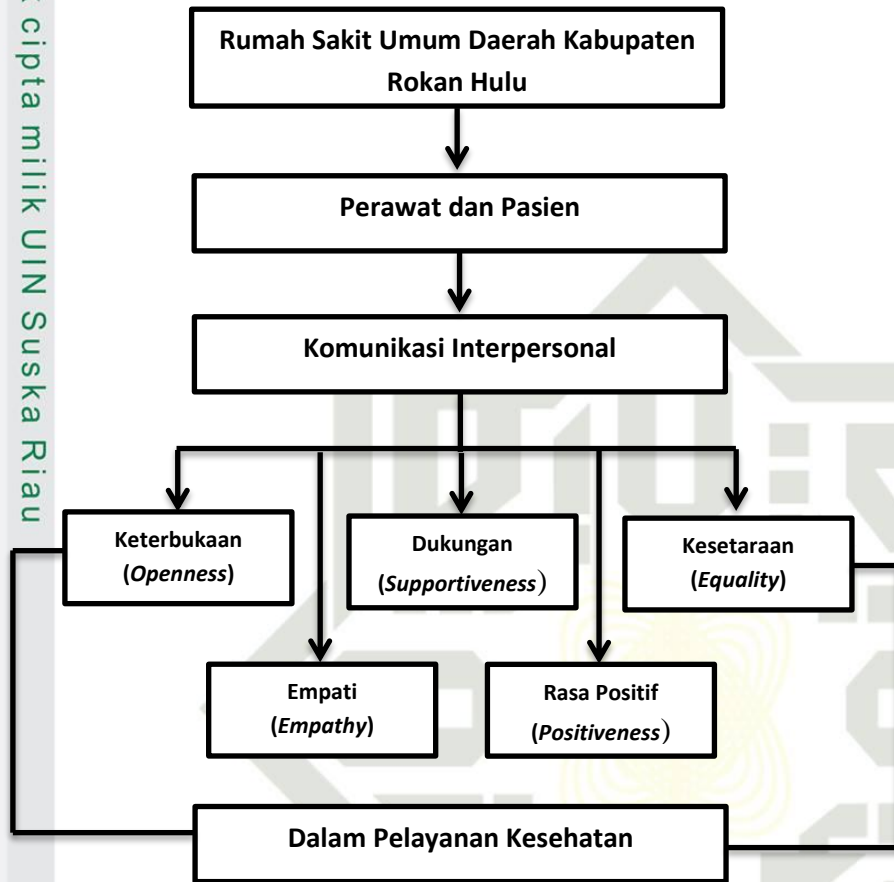 cipta milik UIN Suska Riau
Rumah Sakit Umum Daerah Kabupaten
Rokan Hulu
Perawat dan Pasien
Komunikasi Interpersonal
Keterbukaan
(Openness)
Dukungan
(Supportiveness)
Kesetaraan
(Equality)
Empati
(Empathy)
Rasa Positif
(Positiveness)
Dalam Pelayanan Kesehatan